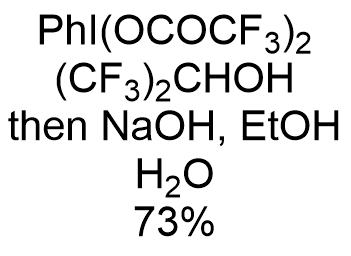 PhI(OCOCF₃)₂
(CF₃)₂CHOH
then NaOH, EtOH
H₂O
73%